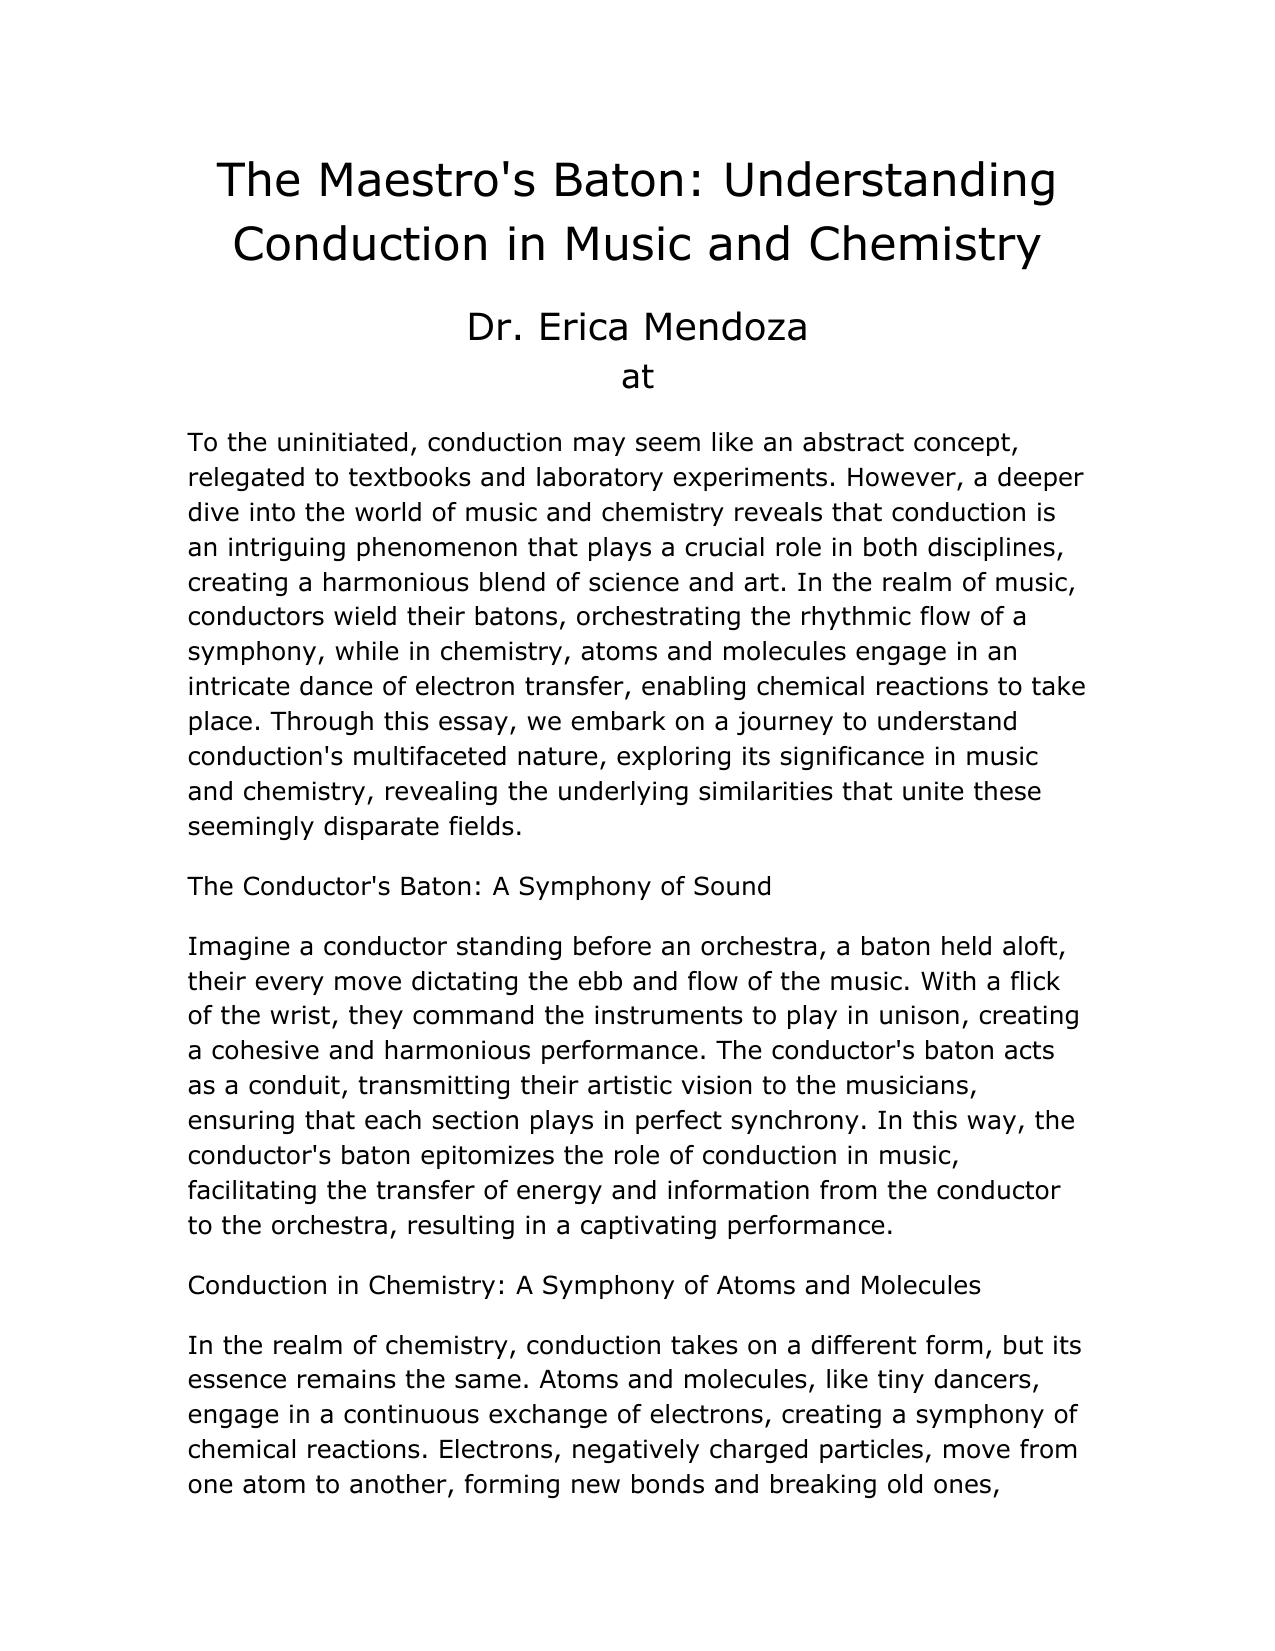 The Maestro's Baton: Understanding
Conduction in Music and Chemistry
Dr. Erica Mendoza
at
To the uninitiated, conduction may seem like an abstract concept,
relegated to textbooks and laboratory experiments. However, a deeper
dive into the world of music and chemistry reveals that conduction is
an intriguing phenomenon that plays a crucial role in both disciplines,
creating a harmonious blend of science and art. In the realm of music,
conductors wield their batons, orchestrating the rhythmic flow of a
symphony, while in chemistry, atoms and molecules engage in an
intricate dance of electron transfer, enabling chemical reactions to take
place. Through this essay, we embark on a journey to understand
conduction's multifaceted nature, exploring its significance in music
and chemistry, revealing the underlying similarities that unite these
seemingly disparate fields.
The Conductor's Baton: A Symphony of Sound
Imagine a conductor standing before an orchestra, a baton held aloft,
their every move dictating the ebb and flow of the music. With a flick
of the wrist, they command the instruments to play in unison, creating
a cohesive and harmonious performance. The conductor's baton acts
as a conduit, transmitting their artistic vision to the musicians,
ensuring that each section plays in perfect synchrony. In this way, the
conductor's baton epitomizes the role of conduction in music,
facilitating the transfer of energy and information from the conductor
to the orchestra, resulting in a captivating performance.
Conduction in Chemistry: A Symphony of Atoms and Molecules
In the realm of chemistry, conduction takes on a different form, but its
essence remains the same. Atoms and molecules, like tiny dancers,
engage in a continuous exchange of electrons, creating a symphony of
chemical reactions. Electrons, negatively charged particles, move from
one atom to another, forming new bonds and breaking old ones,